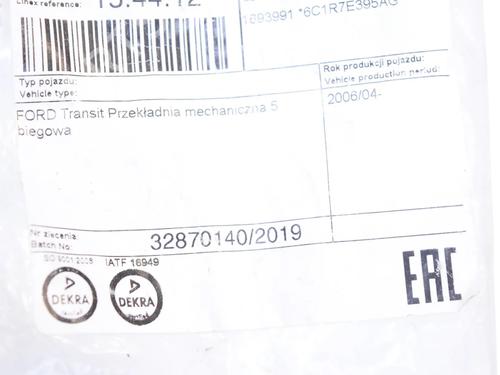 Linex reference: 15.44.12
1693991 *6C1R7E395AG
Typ pojazdu:
Vehicle type:
Rok produkcji pojazdu:
Vehicle production period:
FORD Transit Przekładnia mechaniczna 5
biegowa
2006/04-
Nr zlecenia:
Batch No:
32870140/2019
ISO 9001:2008
IATF 16949
DEKRA
DEKRA
EAC